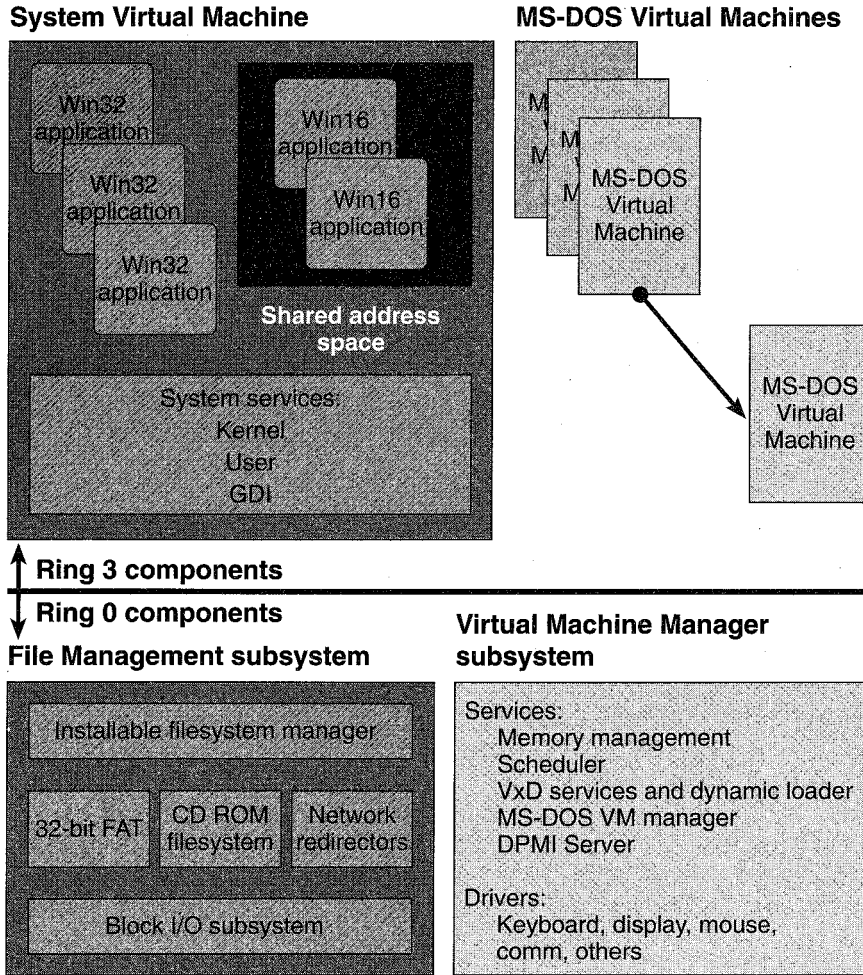 System Virtual Machine
MS-DOS Virtual Machines
Win32
application
Win32
application
Win32
application
Win16
application
Win16
application
Shared address
space
System services:
Kernel
User
GDI
M
V
M
M
V
M
MS-DOS
Virtual
Machine
MS-DOS
Virtual
Machine
Ring 3 components
Ring 0 components
File Management subsystem
Installable filesystem manager
32-bit FAT
CD ROM
filesystem
Network
redirectors
Block I/O subsystem
Virtual Machine Manager
subsystem
Services:
Memory management
Scheduler
VxD services and dynamic loader
MS-DOS VM manager
DPMI Server
Drivers:
Keyboard, display, mouse,
comm, others